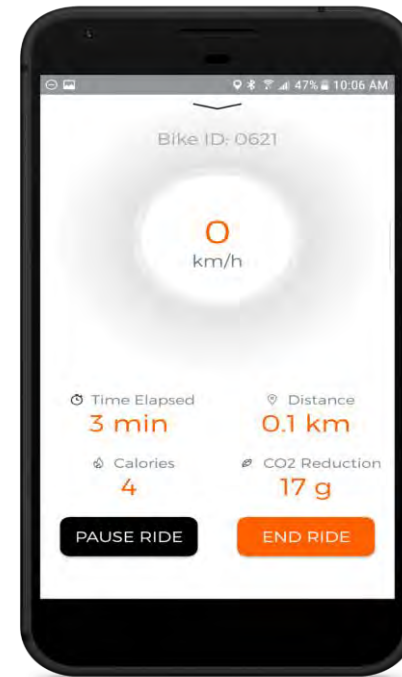 47% 10:06 AM
Bike ID: 0621
0
km/h
Time Elapsed
3 min
Distance
0.1 km
Calories
4
CO2 Reduction
17 g
PAUSE RIDE
END RIDE